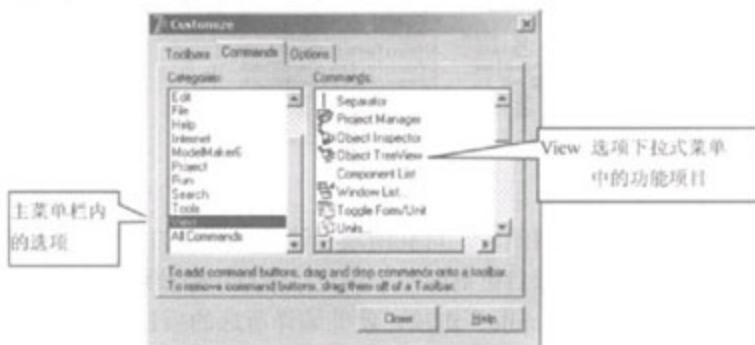 Customize
Toolbars Commands Options
Categories:
Edit
File
Help
Internet
ModelMaker6
Project
Run
Search
Tools
View
All Commands
Commands:
Separator
Project Manager
Object Inspector
Object TreeView
Component List
Window List...
Toggle Form/Unit
Units...
To add command buttons, drag and drop commands onto a toolbar.
To remove command buttons, drag them off of a Toolbar.
Close Help
主菜单栏内
的选项
View 选项下拉式菜单
中的功能项目